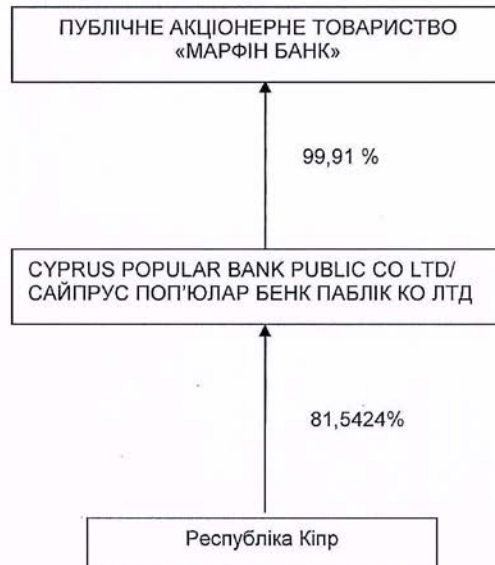 ПУБЛІЧНЕ АКЦІОНЕРНЕ ТОВАРИСТВО
«МАРФІН БАНК»
99,91 %
CYPRUS POPULAR BANK PUBLIC CO LTD/
САЙПРУС ПОП'ЮЛАР БЕНК ПАБЛІК КО ЛТД
81,5424%
Республіка Кіпр